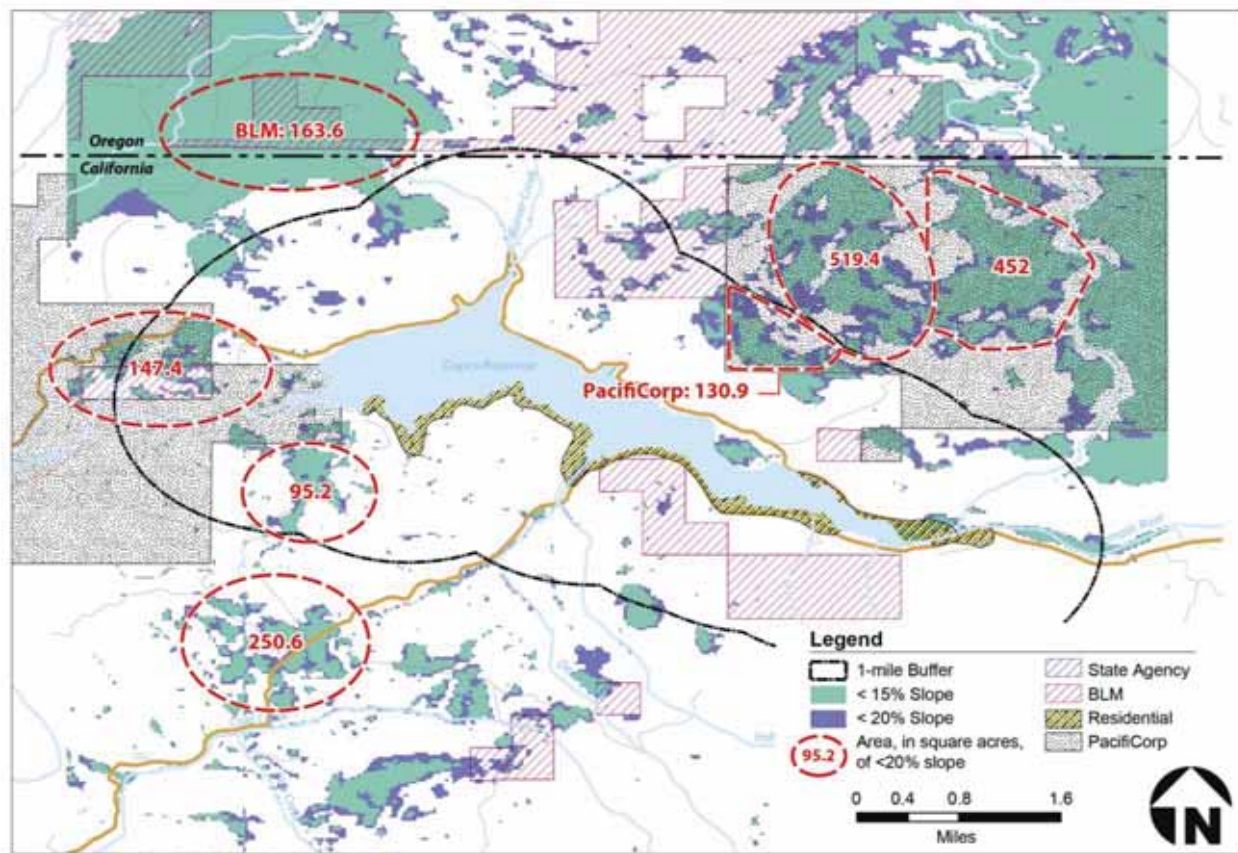 BLM: 163.6
Oregon
California
519.4
452
147.4
PacifiCorp: 130.9
95.2
250.6
Legend
1-mile Buffer
< 15% Slope
< 20% Slope
95.2
Area, in square acres,
of <20% slope
State Agency
BLM
Residential
PacifiCorp
0 0.4 0.8 1.6
Miles
N